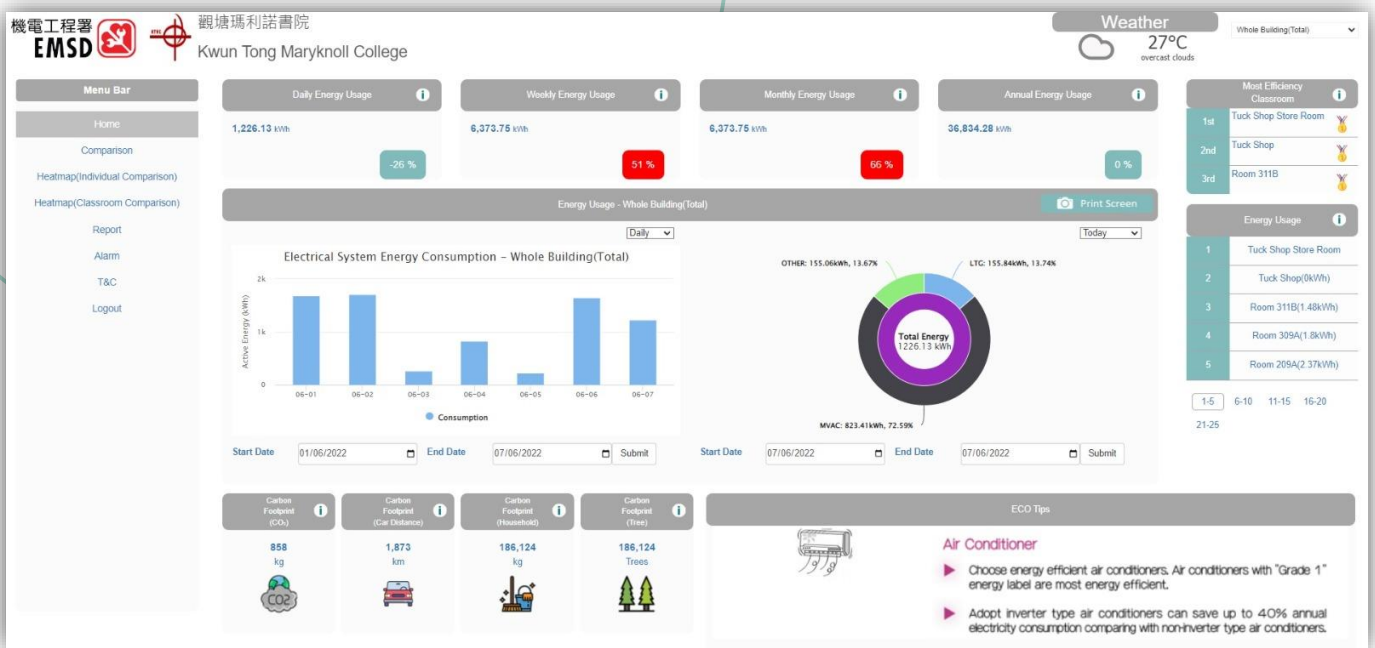 機電工程署
EMSD
觀塘瑪利諾書院
Kwun Tong Maryknoll College
Weather
27°C
overcast clouds
Whole Building(Total)
Menu Bar
Home
Comparison
Heatmap(Individual Comparison)
Heatmap(Classroom Comparison)
Report
Alarm
T&C
Logout
Daily Energy Usage
1,226.13 kWh
-26 %
Weekly Energy Usage
6,373.75 kWh
51 %
Monthly Energy Usage
6,373.75 kWh
66 %
Annual Energy Usage
36,834.28 kWh
0 %
Most Efficiency
Classroom
1st Tuck Shop Store Room
2nd Tuck Shop
3rd Room 311B
Energy Usage - Whole Building(Total)
Print Screen
Daily
Electrical System Energy Consumption – Whole Building(Total)
Active Energy (kWh)
2k
1k
0
06-01 06-02 06-03 06-04 06-05 06-06 06-07
Consumption
Start Date 01/06/2022 End Date 07/06/2022 Submit
Today
OTHER: 155.06kWh, 13.67%
LTG: 155.84kWh, 13.74%
Total Energy
1226.13 kWh
MVAC: 823.41kWh, 72.59%
Start Date 07/06/2022 End Date 07/06/2022 Submit
Energy Usage
1 Tuck Shop Store Room
2 Tuck Shop(0kWh)
3 Room 311B(1.48kWh)
4 Room 309A(1.8kWh)
5 Room 209A(2.37kWh)
1-5 6-10 11-15 16-20
21-25
Carbon
Footprint
(CO₂)
858
kg
CO2
Carbon
Footprint
(Car Distance)
1,873
km
Carbon
Footprint
(Household)
186,124
kg
Carbon
Footprint
(Tree)
186,124
Trees
ECO Tips
Air Conditioner
Choose energy efficient air conditioners. Air conditioners with "Grade 1"
energy label are most energy efficient.
Adopt inverter type air conditioners can save up to 40% annual
electricity consumption comparing with non-inverter type air conditioners.